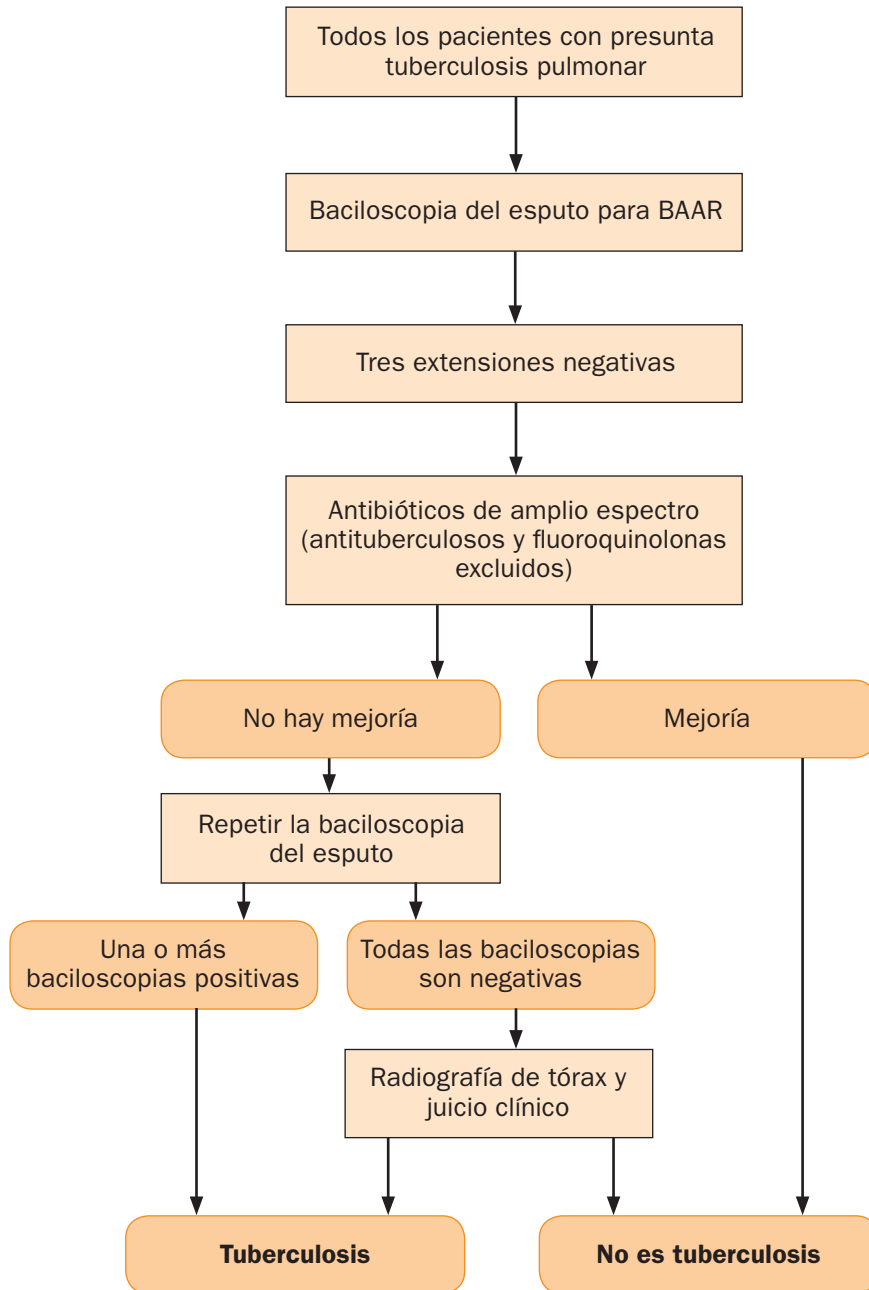 Todos los pacientes con presunta
tuberculosis pulmonar
Baciloscopia del esputo para BAAR
Tres extensiones negativas
Antibióticos de amplio espectro
(antituberculosos y fluoroquinolonas
excluidos)
No hay mejoría
Mejoría
Repetir la baciloscopia
del esputo
Una o más
baciloscopias positivas
Todas las baciloscopias
son negativas
Radiografía de tórax y
juicio clínico
Tuberculosis
No es tuberculosis